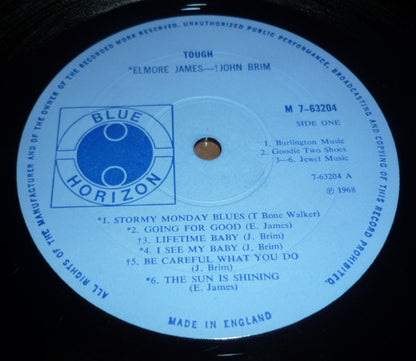 ALL RIGHTS OF THE MANUFACTURER AND OF THE OWNER OF THE RECORDED WORK RESERVED. UNAUTHORIZED PUBLIC PERFORMANCE, BROADCASTING AND COPYING OF THIS RECORD PROHIBITED.
TOUGH
*ELMORE JAMES—†JOHN BRIM
BLUE
HORIZON
M 7-63204
SIDE ONE
1. Burlington Music
2. Goodie Two Shoes
3—6. Jewel Music
7-63204 A
℗ 1968
*1. STORMY MONDAY BLUES (T Bone Walker)
*2. GOING FOR GOOD (E. James)
†3. LIFETIME BABY (J. Brim)
*4. I SEE MY BABY (J. Brim)
†5. BE CAREFUL WHAT YOU DO
(J. Brim)
*6. THE SUN IS SHINING
(E. James)
MADE IN ENGLAND